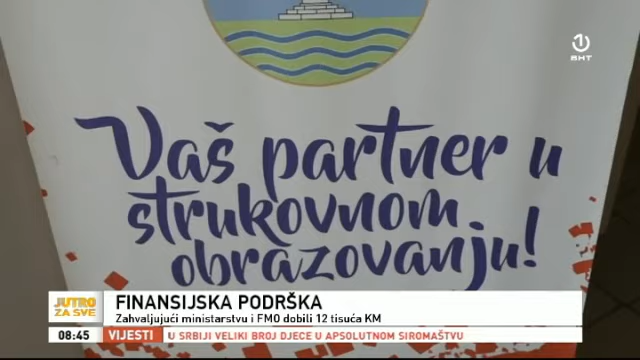 1
BHT
Vaš partner u
strukovnom
obrazovanju!
JUTRO
ZA SVE
FINANSIJSKA PODRŠKA
Zahvaljujući ministarstvu i FMO dobili 12 tisuća KM
08:45
VIJESTI
U SRBIJI VELIKI BROJ DJECE U APSOLUTNOM SIROMAŠTVU